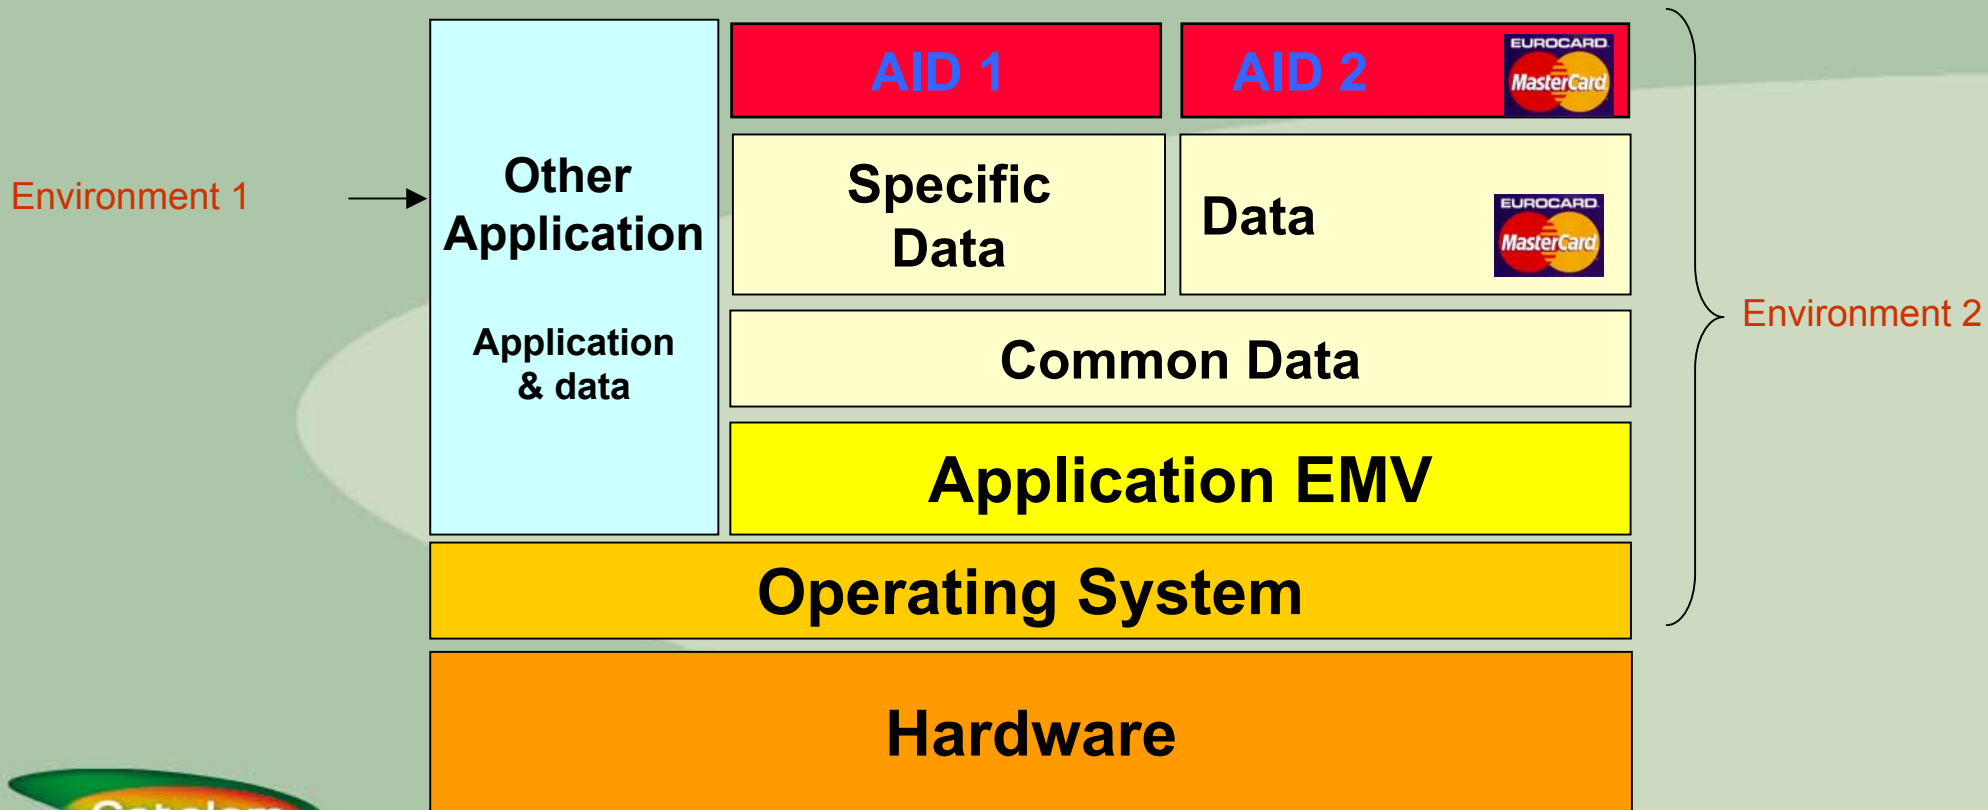 Environment 1
Other
Application
Application
& data
AID 1
AID 2
EUROCARD
MasterCard
Specific
Data
Data
EUROCARD
MasterCard
Common Data
Application EMV
Operating System
Hardware
Environment 2